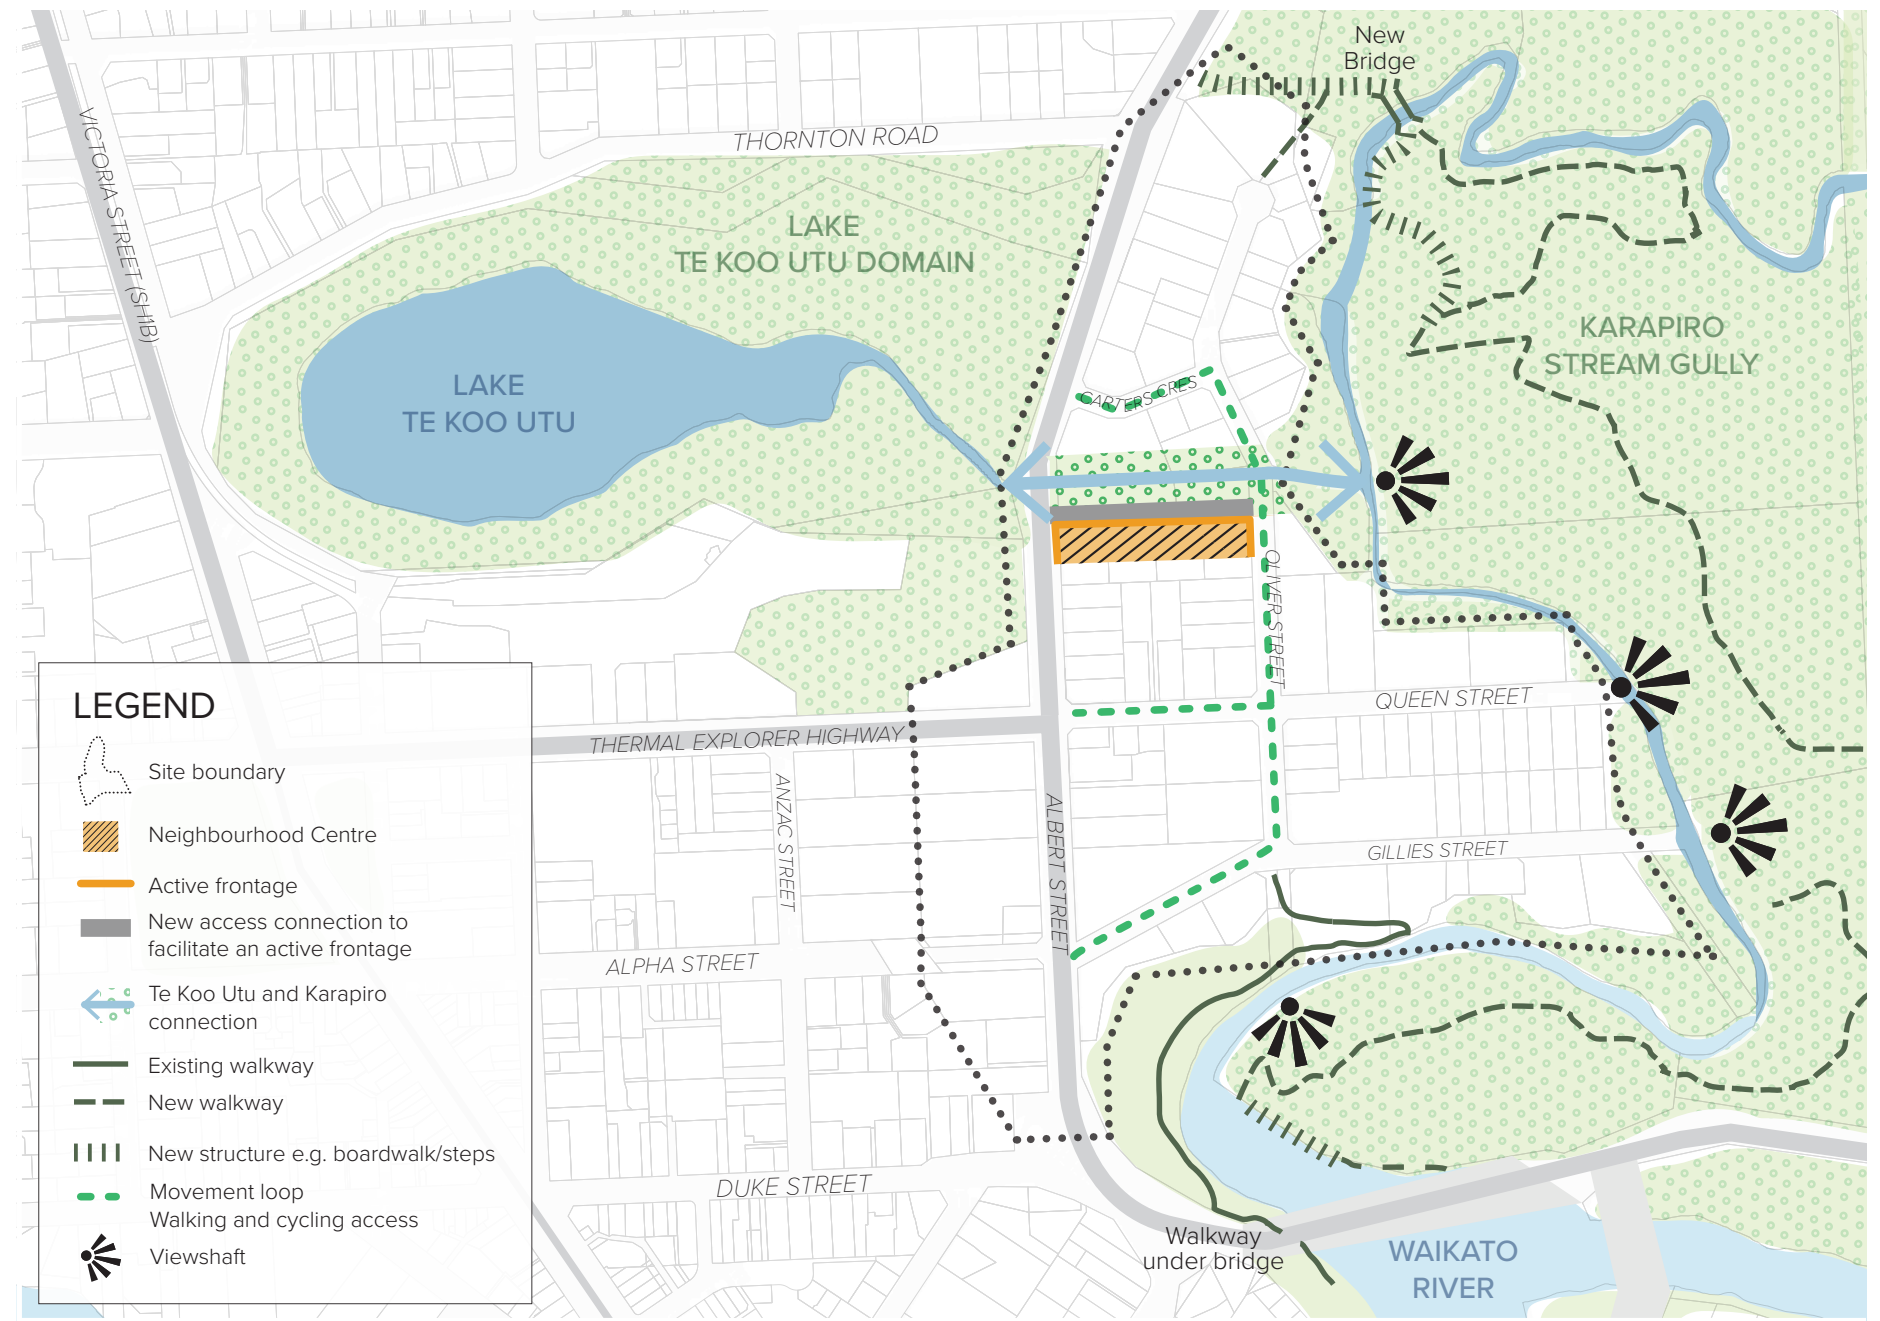 New
Bridge
THORNTON ROAD
VICTORIA STREET (SH1B)
LAKE
TE KOO UTU DOMAIN
KARAPIRO
STREAM GULLY
LAKE
TE KOO UTU
CARTERS CRES
OLIVER STREET
QUEEN STREET
THERMAL EXPLORER HIGHWAY
ANZAC STREET
ALBERT STREET
GILLIES STREET
ALPHA STREET
DUKE STREET
Walkway
under bridge
WAIKATO
RIVER
LEGEND
Site boundary
Neighbourhood Centre
Active frontage
New access connection to
facilitate an active frontage
Te Koo Utu and Karapiro
connection
Existing walkway
New walkway
New structure e.g. boardwalk/steps
Movement loop
Walking and cycling access
Viewshaft